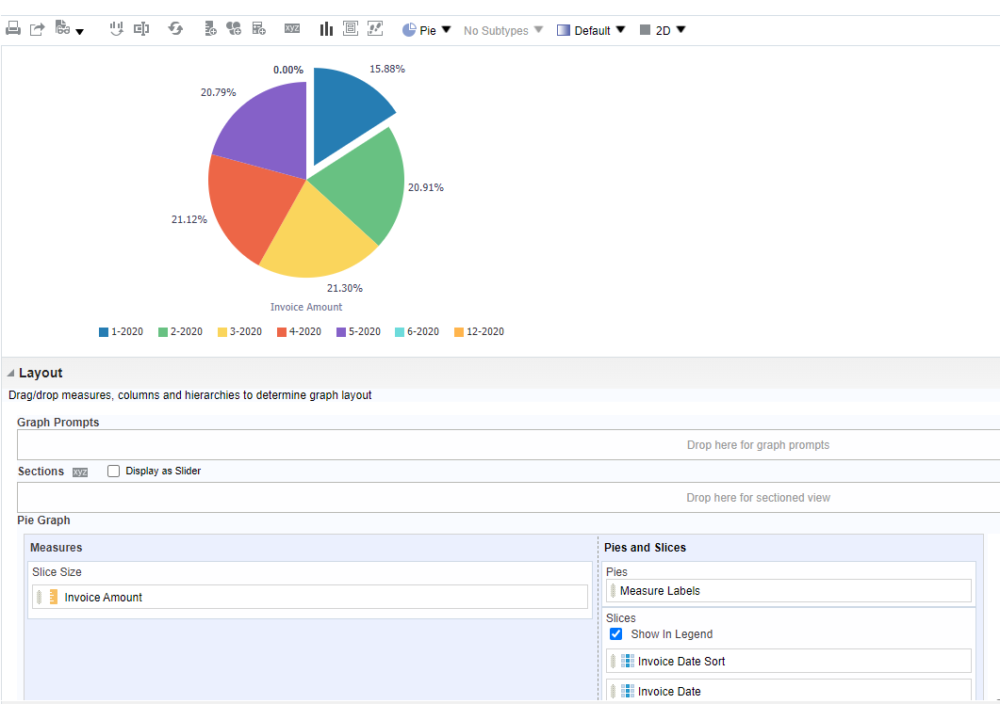 xyz Pie No Subtypes Default 2D
0.00% 15.88%
20.79%
20.91%
21.12%
21.30%
Invoice Amount
1-2020 2-2020 3-2020 4-2020 5-2020 6-2020 12-2020
Layout
Drag/drop measures, columns and hierarchies to determine graph layout
Graph Prompts
Drop here for graph prompts
Sections xyz Display as Slider
Drop here for sectioned view
Pie Graph
Measures
Slice Size
Invoice Amount
Pies and Slices
Pies
Measure Labels
Slices
Show In Legend
Invoice Date Sort
Invoice Date